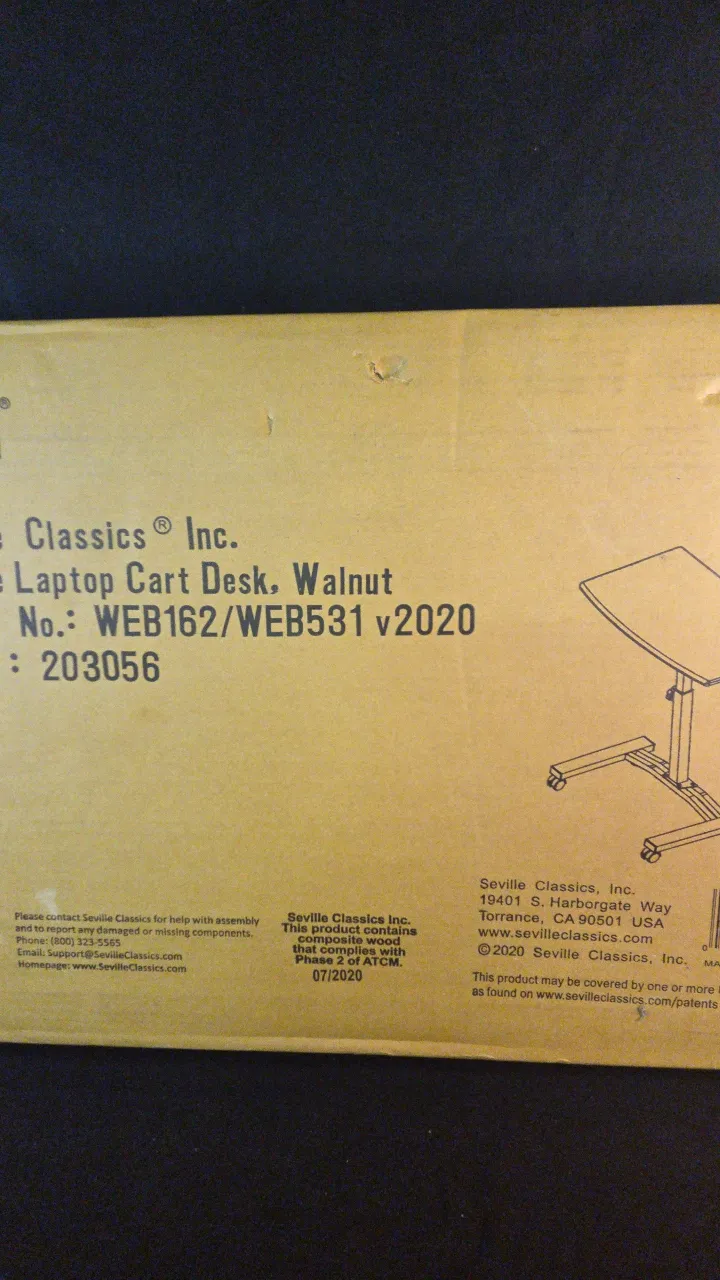 ®
Classics® Inc.
Laptop Cart Desk, Walnut
No.: WEB162/WEB531 v2020
: 203056
Please contact Seville Classics for help with assembly
and to report any damaged or missing components.
Phone: (800) 323-5565
Email: Support@SevilleClassics.com
Homepage: www.SevilleClassics.com
Seville Classics Inc.
This product contains
composite wood
that complies with
Phase 2 of ATCM.
07/2020
Seville Classics, Inc.
19401 S. Harborgate Way
Torrance, CA 90501 USA
www.sevilleclassics.com
©2020 Seville Classics, Inc.
0
MA
This product may be covered by one or more
as found on www.sevilleclassics.com/patents